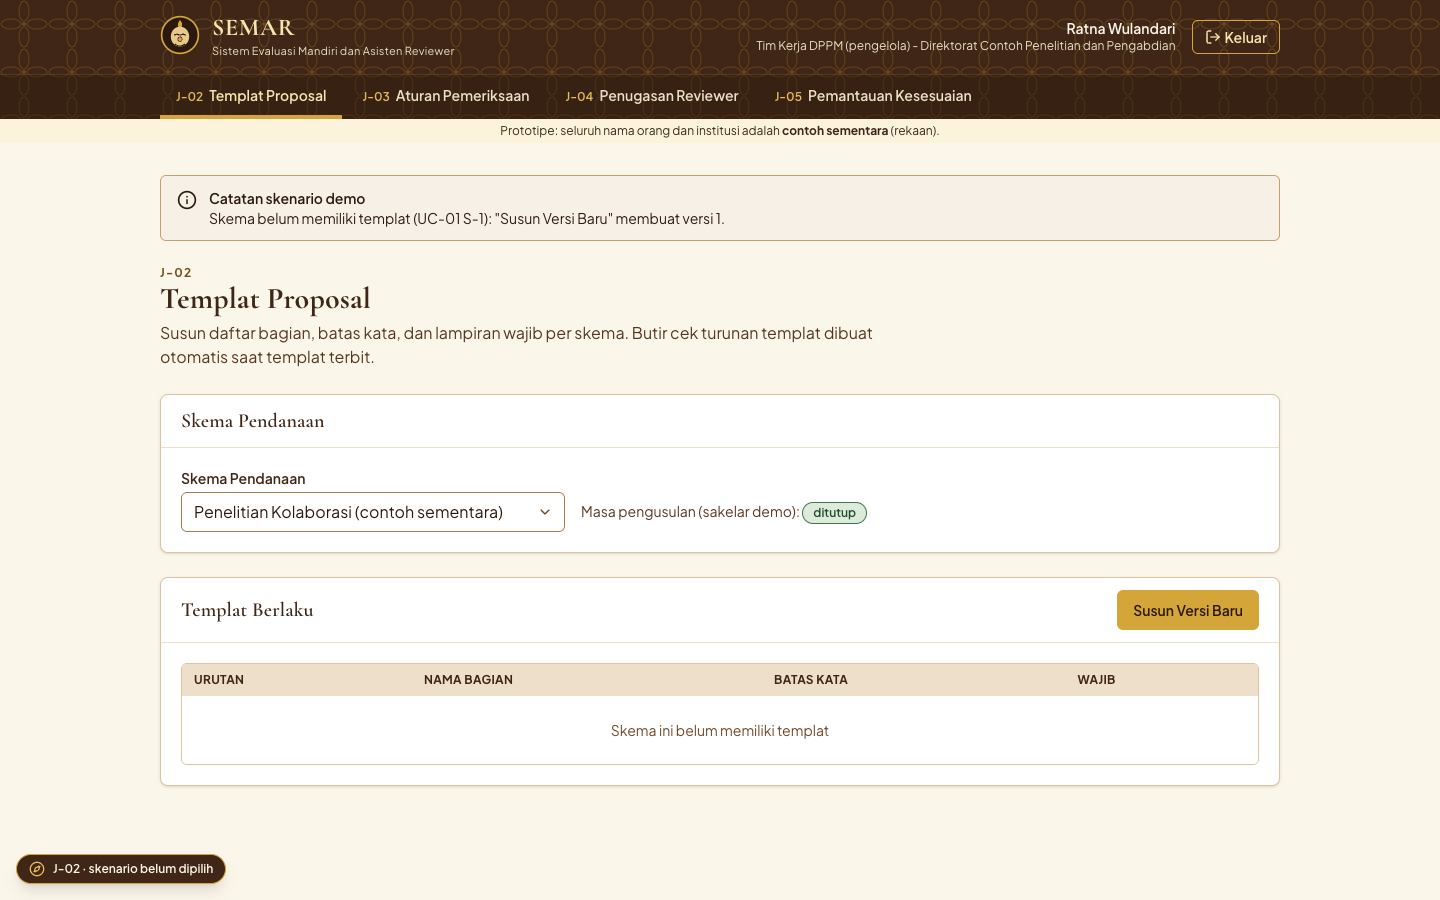 SEMAR
Sistem Evaluasi Mandiri dan Asisten Reviewer
Ratna Wulandari
Tim Kerja DPPM (pengelola) - Direktorat Contoh Penelitian dan Pengabdian
Keluar
J-02 Templat Proposal
J-03 Aturan Pemeriksaan
J-04 Penugasan Reviewer
J-05 Pemantauan Kesesuaian
Prototipe: seluruh nama orang dan institusi adalah contoh sementara (rekaan).
Catatan skenario demo
Skema belum memiliki templat (UC-01 S-1): "Susun Versi Baru" membuat versi 1.
J-02
Templat Proposal
Susun daftar bagian, batas kata, dan lampiran wajib per skema. Butir cek turunan templat dibuat
otomatis saat templat terbit.
Skema Pendanaan
Skema Pendanaan
Penelitian Kolaborasi (contoh sementara)
Masa pengusulan (sakelar demo): ditutup
Templat Berlaku
Susun Versi Baru
URUTAN NAMA BAGIAN BATAS KATA WAJIB
Skema ini belum memiliki templat
J-02 · skenario belum dipilih